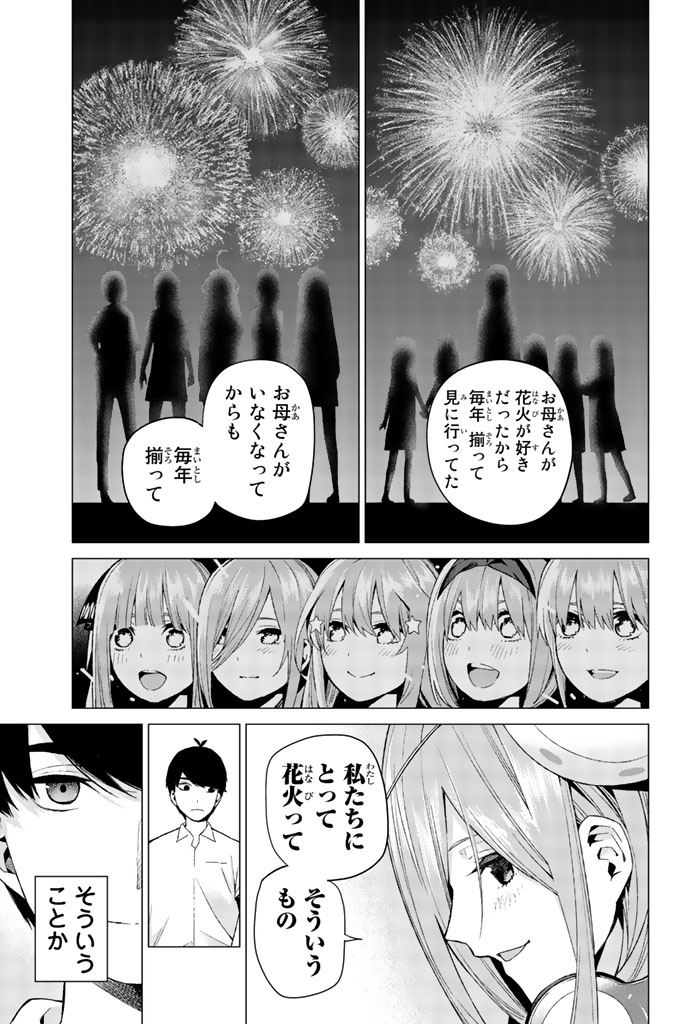 お母さんが
花火が好き
だったから
毎年 揃って
見に行ってた
お母さんが
いなくなって
からも
毎年
揃って
私たちに
とって
花火って
そういう
もの
そういう
ことか